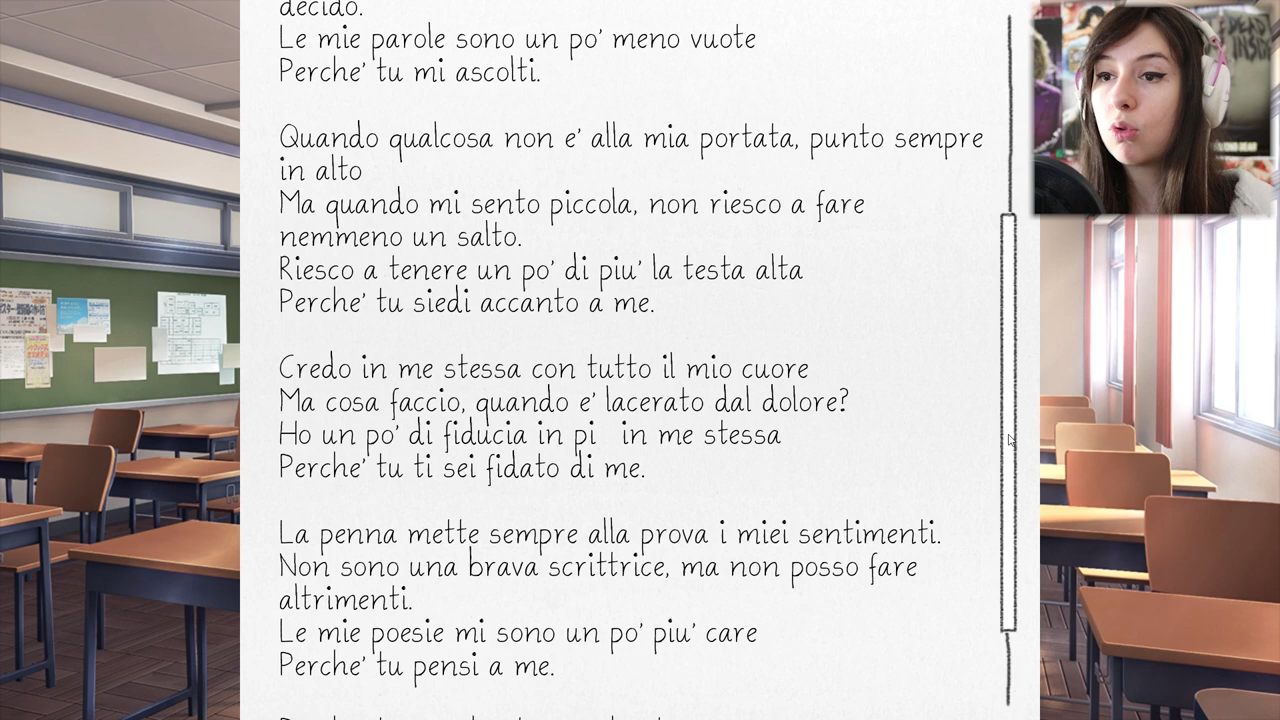 decido.
Le mie parole sono un po' meno vuote
Perche' tu mi ascolti.
Quando qualcosa non e' alla mia portata, punto sempre
in alto
Ma quando mi sento piccola, non riesco a fare
nemmeno un salto.
Riesco a tenere un po' di piu' la testa alta
Perche' tu siedi accanto a me.
Credo in me stessa con tutto il mio cuore
Ma cosa faccio, quando e' lacerato dal dolore?
Ho un po' di fiducia in pi in me stessa
Perche' tu ti sei fidato di me.
La penna mette sempre alla prova i miei sentimenti.
Non sono una brava scrittrice, ma non posso fare
altrimenti.
Le mie poesie mi sono un po' piu' care
Perche' tu pensi a me.
DEAD
INSIDE